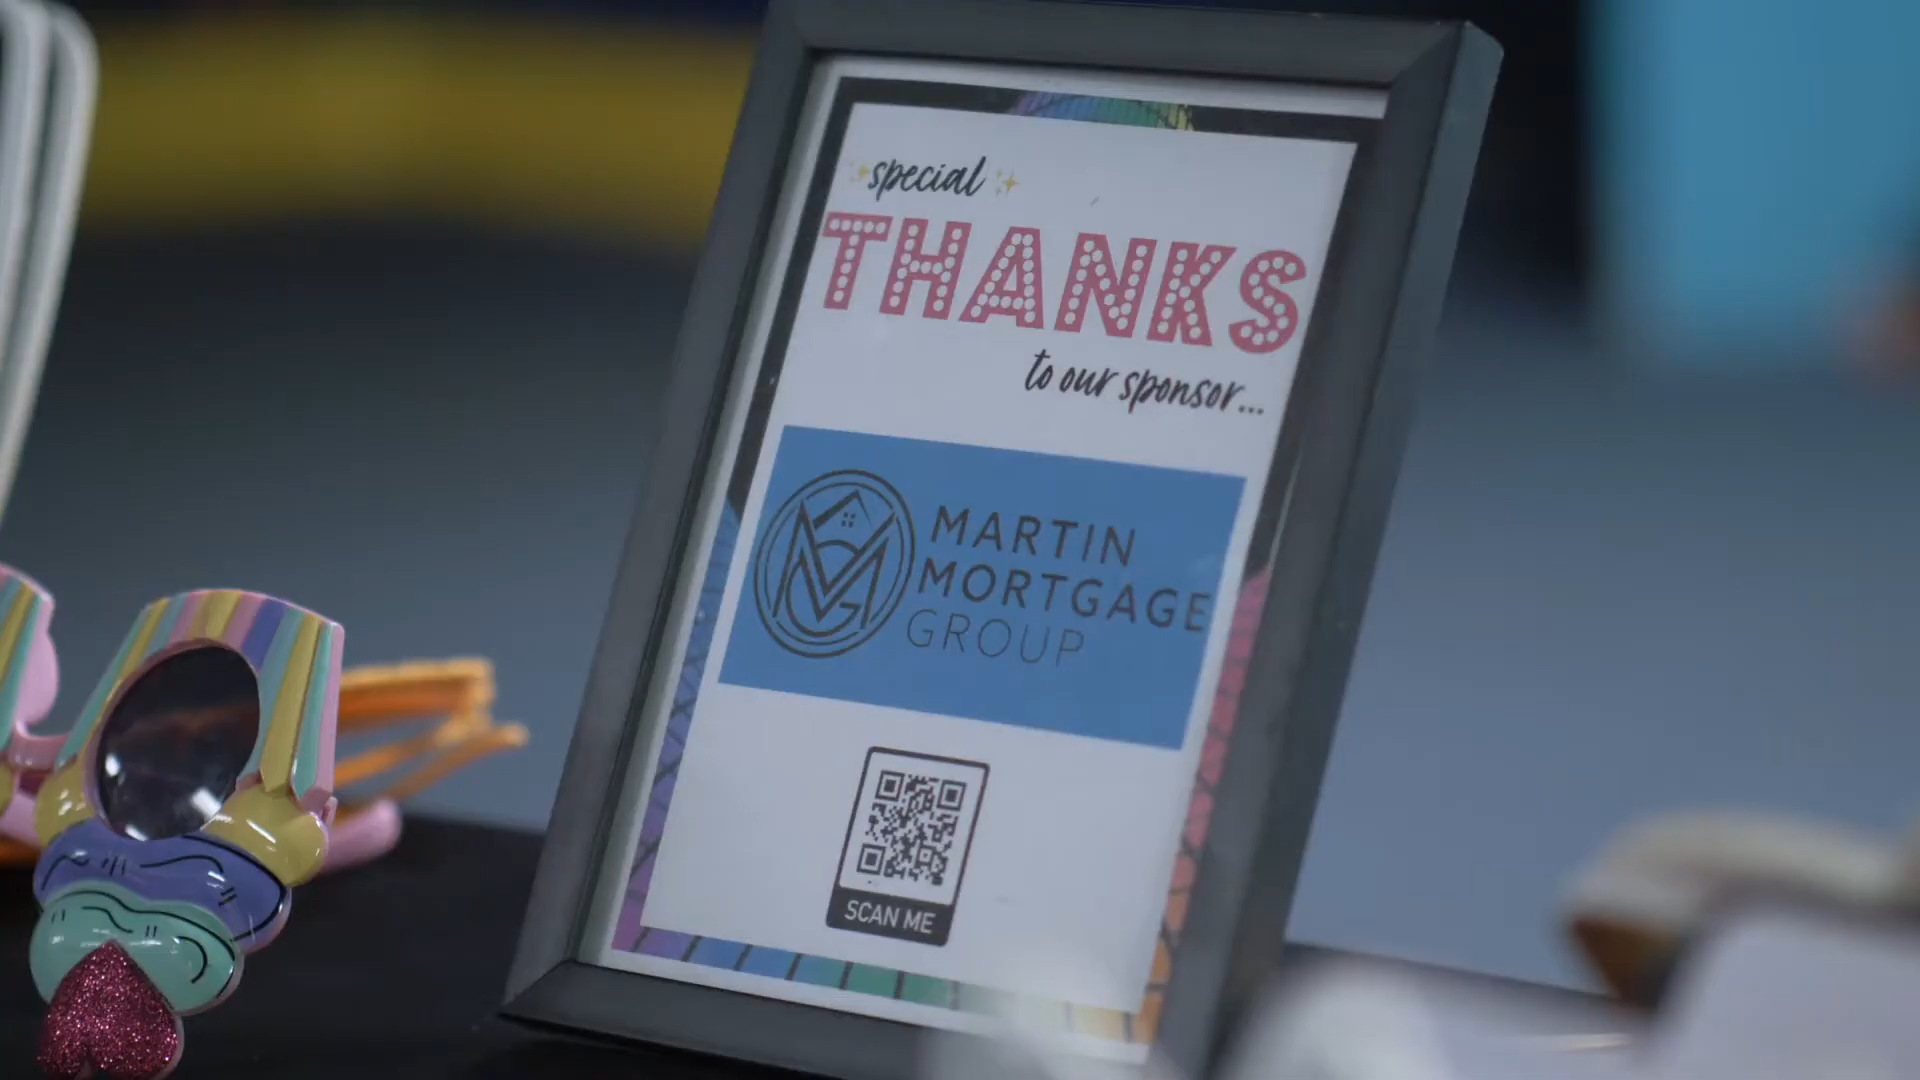 special
THANKS
to our sponsor...
MARTIN
MORTGAGE
GROUP
SCAN ME